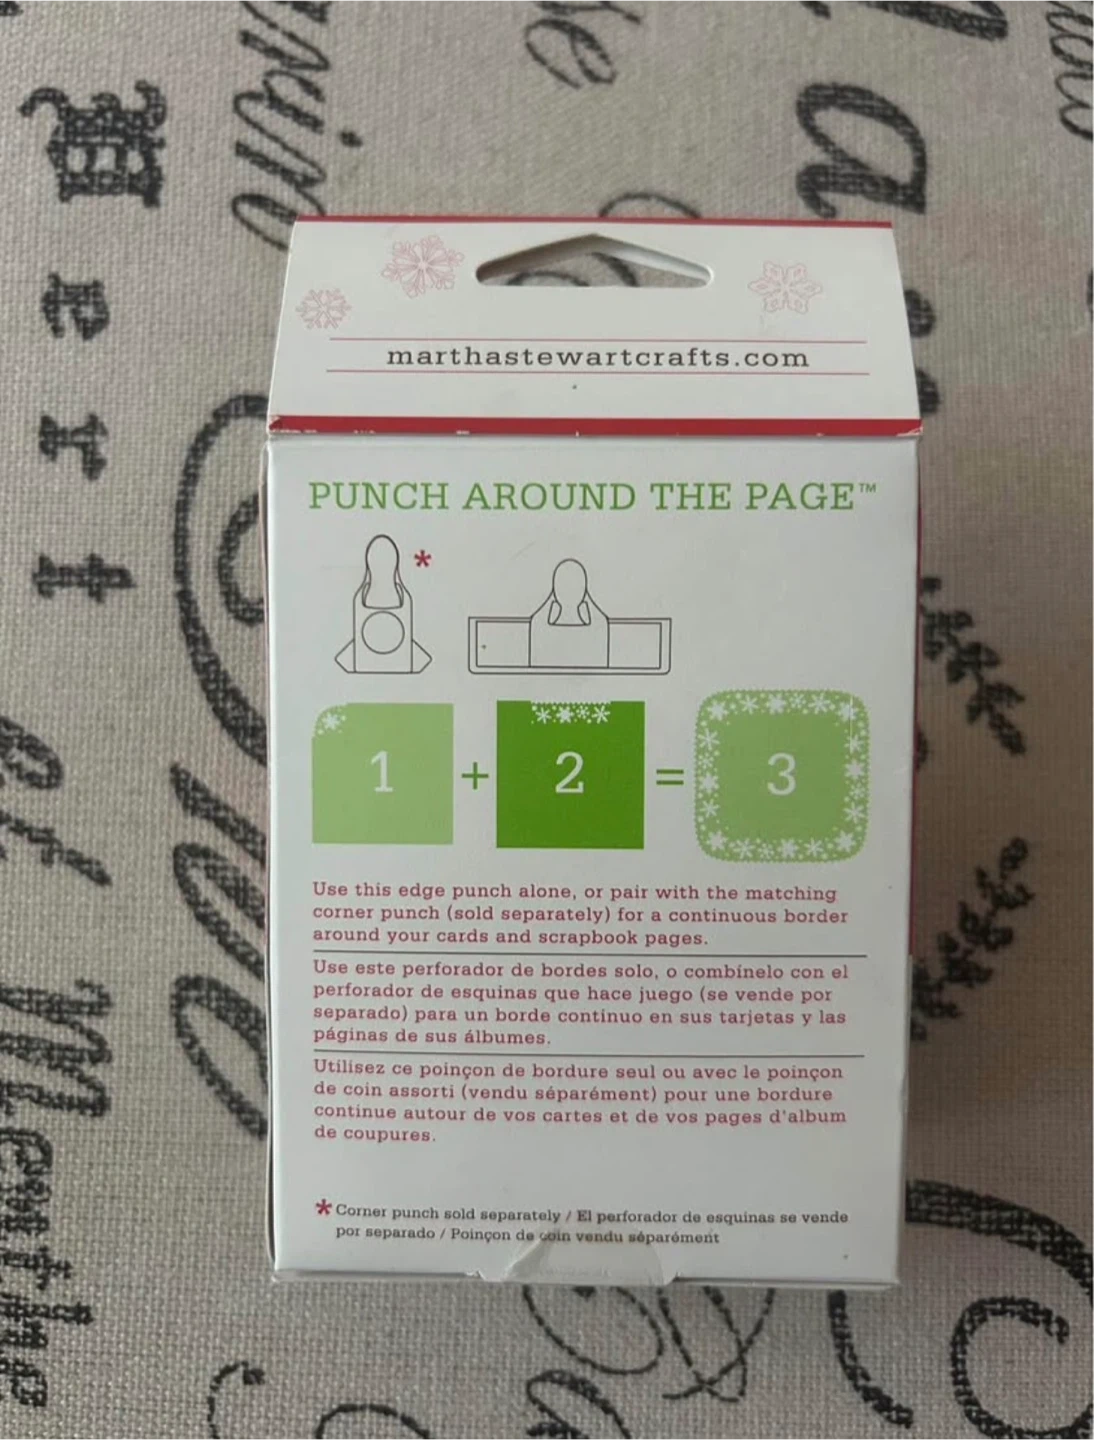 marthastewartcrafts.com
PUNCH AROUND THE PAGE™
*
1 + 2 = 3
Use this edge punch alone, or pair with the matching
corner punch (sold separately) for a continuous border
around your cards and scrapbook pages.
Use este perforador de bordes solo, o combínelo con el
perforador de esquinas que hace juego (se vende por
separado) para un borde continuo en sus tarjetas y las
páginas de sus álbumes.
Utilisez ce poinçon de bordure seul ou avec le poinçon
de coin assorti (vendu séparément) pour une bordure
continue autour de vos cartes et de vos pages d'album
de coupures.
* Corner punch sold separately / El perforador de esquinas se vende
por separado / Poinçon de coin vendu séparément